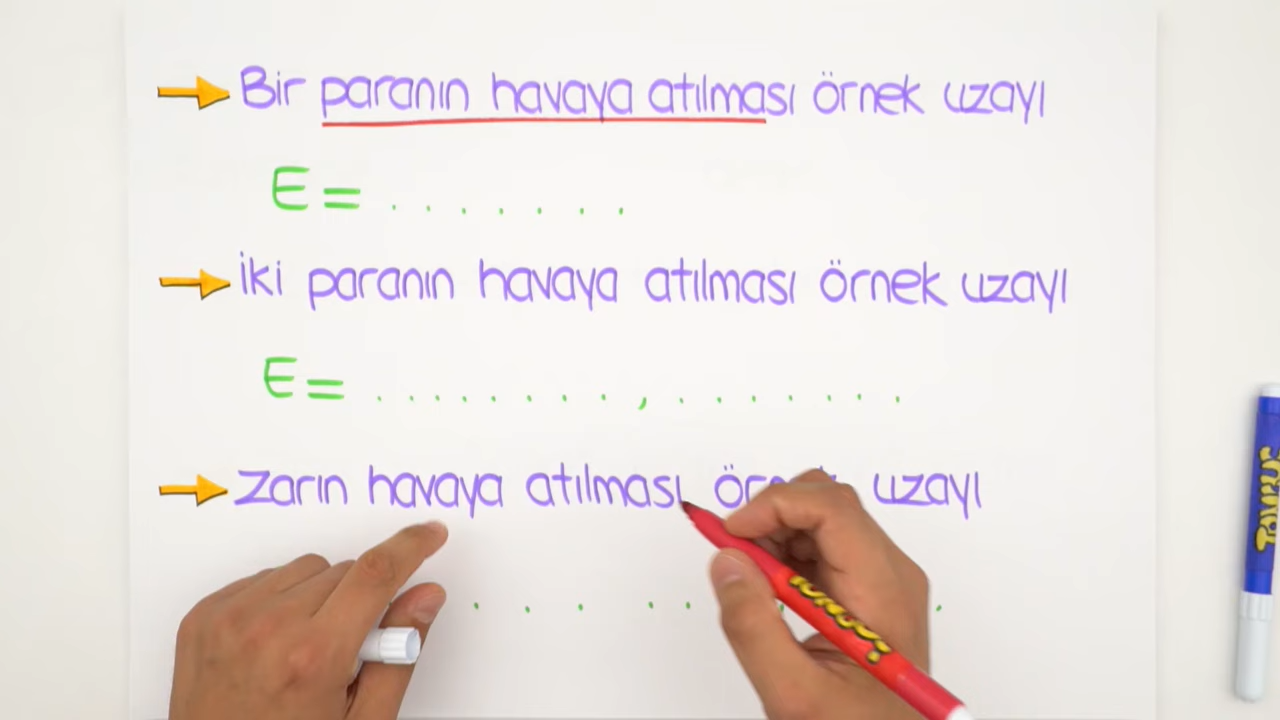 Bir paranın havaya atılması örnek uzayı
E = . . . . . . .
İki paranın havaya atılması örnek uzayı
E = . . . . . . . . , . . . . . . .
Zarın havaya atılması uzayı